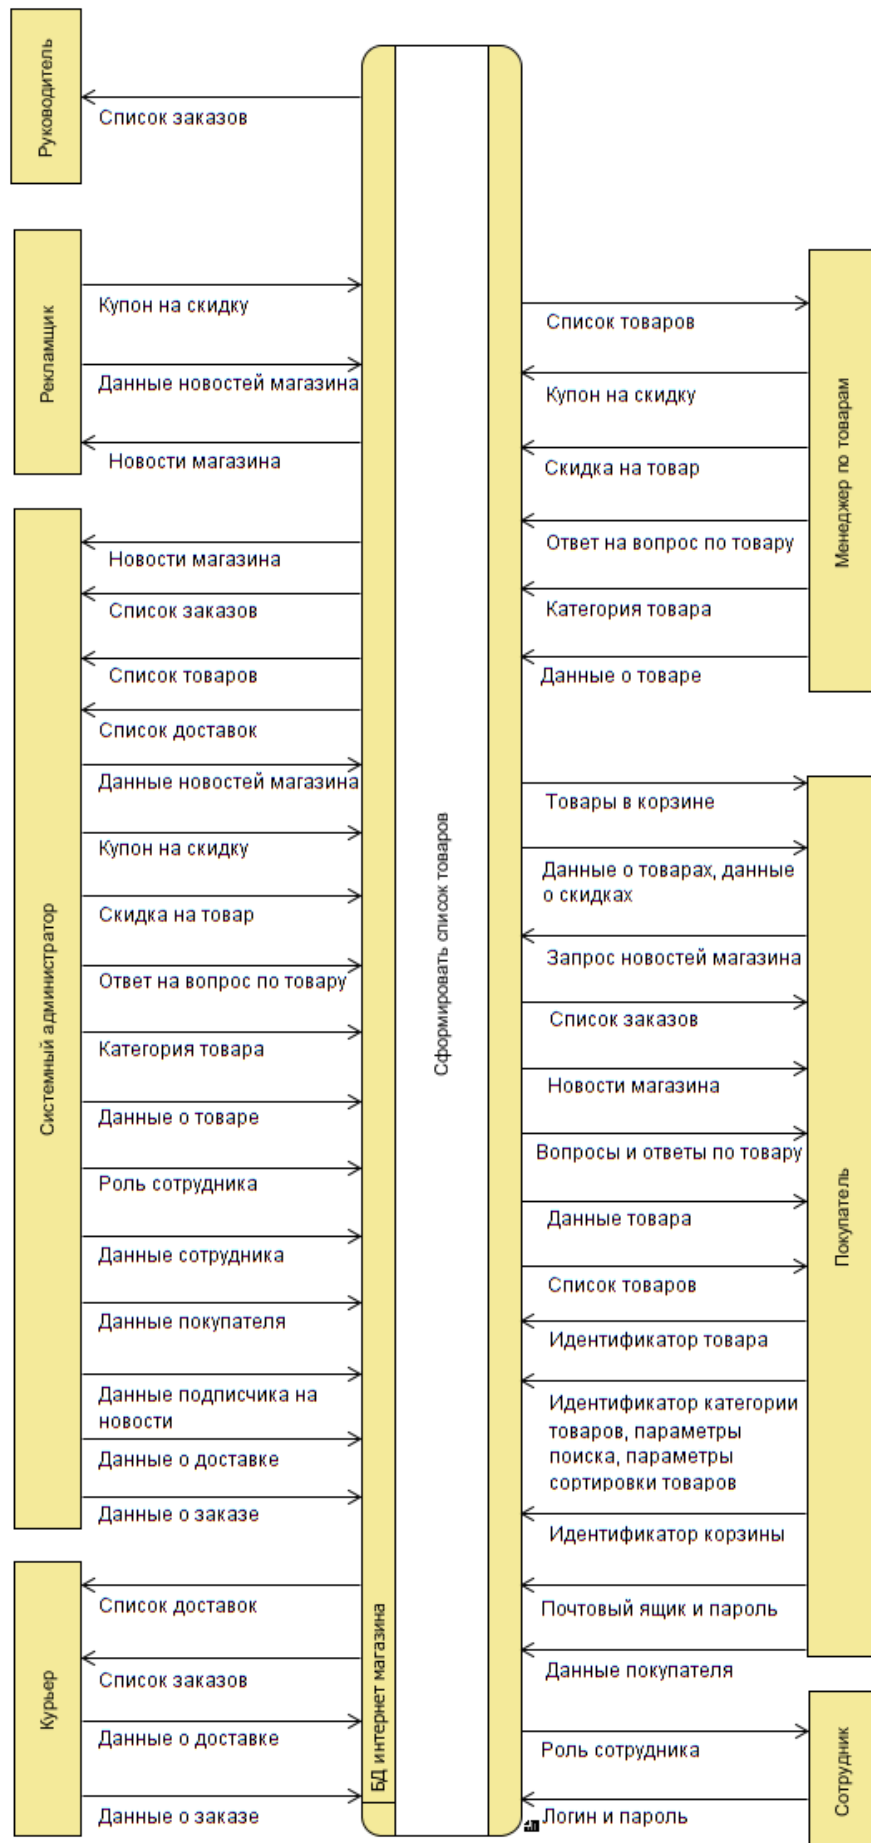 Руководитель
Список заказов
Рекламщик
Купон на скидку
Данные новостей магазина
Новости магазина
Системный администратор
Новости магазина
Список заказов
Список товаров
Список доставок
Данные новостей магазина
Купон на скидку
Скидка на товар
Ответ на вопрос по товару
Категория товара
Данные о товаре
Роль сотрудника
Данные сотрудника
Данные покупателя
Данные подписчика на
новости
Данные о доставке
Данные о заказе
Курьер
Список доставок
Список заказов
Данные о доставке
Данные о заказе
БД интернет магазина
Сформировать список товаров
Менеджер по товарам
Список товаров
Купон на скидку
Скидка на товар
Ответ на вопрос по товару
Категория товара
Данные о товаре
Покупатель
Товары в корзине
Данные о товарах, данные
о скидках
Запрос новостей магазина
Список заказов
Новости магазина
Вопросы и ответы по товару
Данные товара
Список товаров
Идентификатор товара
Идентификатор категории
товаров, параметры
поиска, параметры
сортировки товаров
Идентификатор корзины
Почтовый ящик и пароль
Данные покупателя
Сотрудник
Роль сотрудника
Логин и пароль